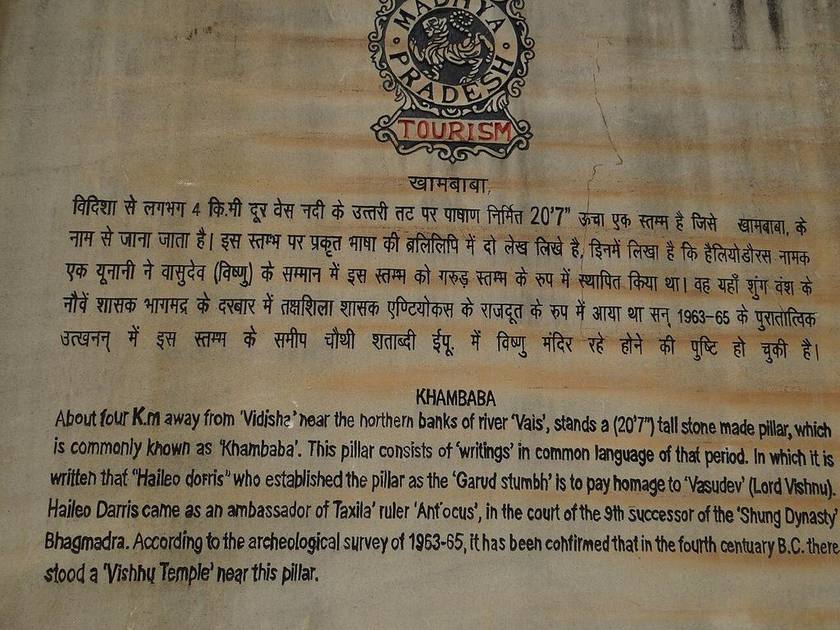 MADHYA
PRADESH
TOURISM
खामबाबा,
विदिशा से लगभग 4 कि.मी दूर वेस नदी के उत्तरी तट पर पाषाण निर्मित 20'7" ऊंचा एक स्तम्भ है जिसे खामबाबा, के
नाम से जाना जाता है। इस स्तम्भ पर प्रकृत भाषा की ब्रलिलिपि में दो लेख लिखे है, इनमें लिखा है कि हैलियोडोरस नामक
एक यूनानी ने वासुदेव (विष्णु) के सम्मान में इस स्तम्भ को गरुड़ स्तम्भ के रुप में स्थापित किया था। वह यहाँ शुंग वंश के
नौवें शासक भागमद्र के दरबार में तक्षशिला शासक एण्टियोकस के राजदूत के रुप में आया था सन् 1963-65 के पुरातात्विक
उत्खनन् में इस स्तम्भ के समीप चौथी शताब्दी ईपू. में विष्णु मंदिर रहे होने की पुष्टि हो चुकी है।
KHAMBABA
About four K.m away from 'Vidisha' near the northern banks of river 'Vais', stands a (20'7") tall stone made pillar, which
is commonly known as 'Khambaba'. This pillar consists of 'writings' in common language of that period. In which it is
written that "Haileo dorris" who established the pillar as the 'Garud stumbh' is to pay homage to 'Vasudev' (Lord Vishnu).
Haileo Darris came as an ambassador of Taxila' ruler 'Antocus', in the court of the 9th successor of the 'Shung Dynasty'
Bhagmadra. According to the archeological survey of 1963-65, it has been confirmed that in the fourth centuary B.C. there
stood a 'Vishhu Temple' near this pillar.